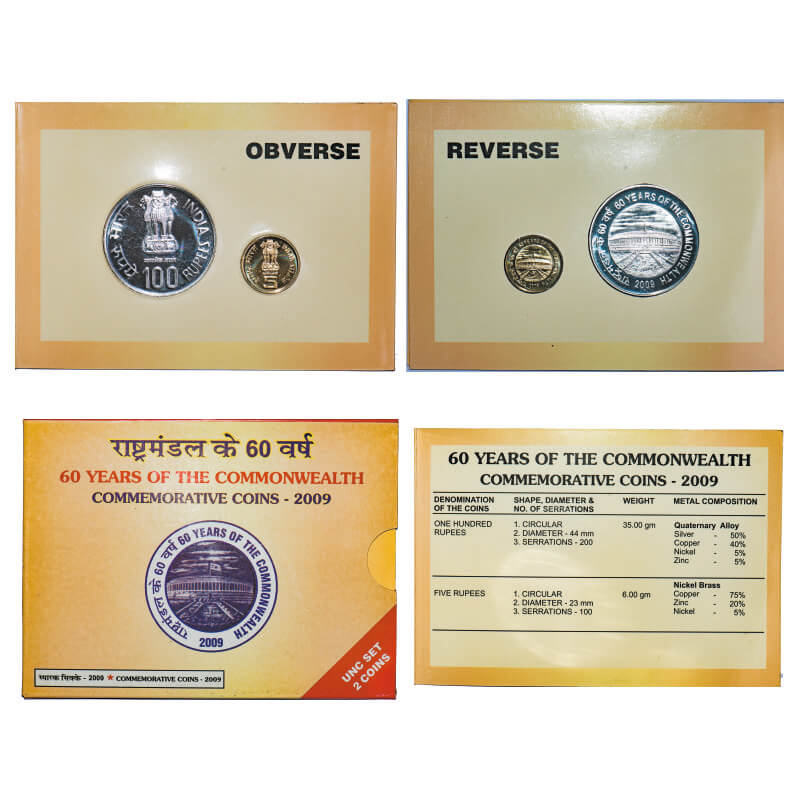 OBVERSE
भारत INDIA
रुपये 100 RUPEES
REVERSE
60 वर्ष 60 YEARS OF THE COMMONWEALTH
2009
राष्ट्रमंडल के 60 वर्ष
60 YEARS OF THE COMMONWEALTH
COMMEMORATIVE COINS - 2009
राष्ट्रमंडल के 60 वर्ष 60 YEARS OF THE COMMONWEALTH
2009
UNC SET
2 COINS
स्मारक सिक्के - 2009 ★ COMMEMORATIVE COINS - 2009
60 YEARS OF THE COMMONWEALTH
COMMEMORATIVE COINS - 2009
DENOMINATION OF THE COINS SHAPE, DIAMETER & NO. OF SERRATIONS WEIGHT METAL COMPOSITION
ONE HUNDRED RUPEES 1. CIRCULAR 35.00 gm Quaternary Alloy
2. DIAMETER - 44 mm Silver - 50%
3. SERRATIONS - 200 Copper - 40%
Nickel - 5%
Zinc - 5%
Nickel Brass
FIVE RUPEES 1. CIRCULAR 6.00 gm Copper - 75%
2. DIAMETER - 23 mm Zinc - 20%
3. SERRATIONS - 100 Nickel - 5%